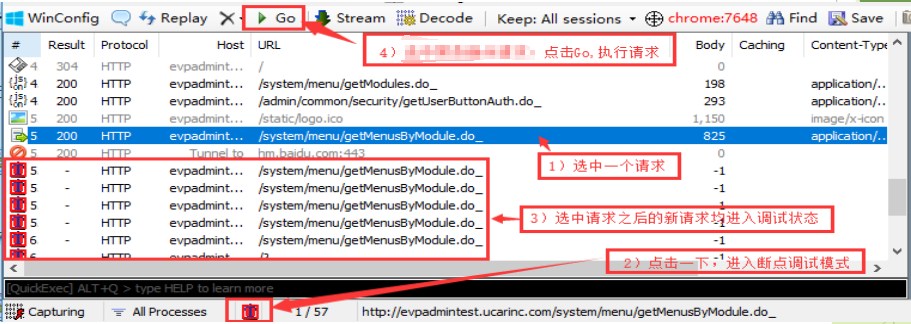 WinConfig Replay Go Stream Decode Keep: All sessions chrome:7648 Find Save
# Result Protocol Host URL Body Caching Content-Type
4)
点击Go,执行请求
4 304 HTTP evpadmint... / 0
4 200 HTTP evpadmint... /system/menu/getModules.do_ 198 application/...
4 200 HTTP evpadmint... /admin/common/security/getUserButtonAuth.do_ 293 application/...
5 200 HTTP evpadmint... /static/logo.ico 1,150 image/x-icon
5 200 HTTP evpadmint... /system/menu/getMenusByModule.do_ 825 application/...
5 200 HTTP Tunnel to hm.baidu.com:443 0
1)选中一个请求
5 - HTTP evpadmint... /system/menu/getMenusByModule.do_ -1
5 - HTTP evpadmint... /system/menu/getMenusByModule.do_ -1
5 - HTTP evpadmint... /system/menu/getMenusByModule.do_ -1
3)选中请求之后的新请求均进入调试状态
5 - HTTP evpadmint... /system/menu/getMenusByModule.do_ -1
6 - HTTP evpadmint... /system/menu/getMenusByModule.do_ -1
6 - HTTP evpadmint
2)点击一下,进入断点调试模式
[QuickExec] ALT+Q > type HELP to learn more
Capturing All Processes 1 / 57 http://evpadmintest.ucarinc.com/system/menu/getMenusByModule.do_